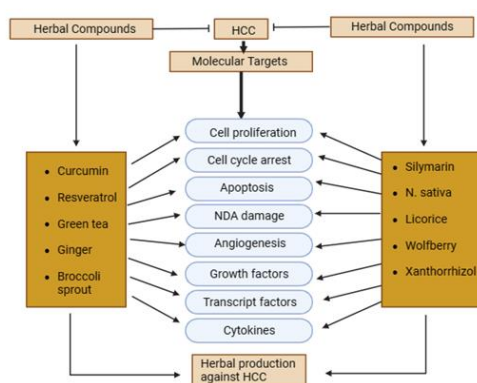 Herbal Compounds
HCC
Herbal Compounds
Molecular Targets
Cell proliferation
Cell cycle arrest
Apoptosis
NDA damage
Angiogenesis
Growth factors
Transcript factors
Cytokines
• Curcumin
• Resveratrol
• Green tea
• Ginger
• Broccoli
sprout
• Silymarin
• N. sativa
• Licorice
• Wolfberry
• Xanthorrhizol
Herbal production
against HCC